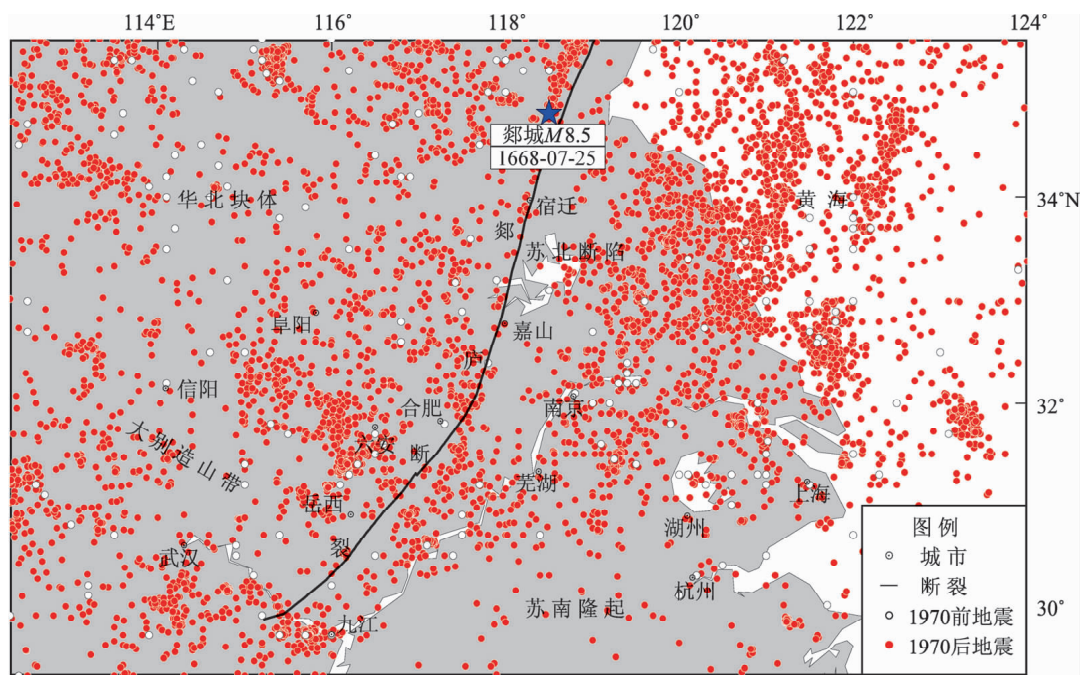 114°E 116° 118° 120° 122° 124°
郯城M8.5
1668-07-25
华北块体
黄海
34°N
宿迁
郯
苏北断陷
阜阳
嘉山
庐
信阳
合肥
南京
32°
大别造山带
六安
断
芜湖
上海
岳西
湖州
图例
武汉
裂
城市
杭州
断裂
苏南隆起
30°
九江
1970前地震
1970后地震